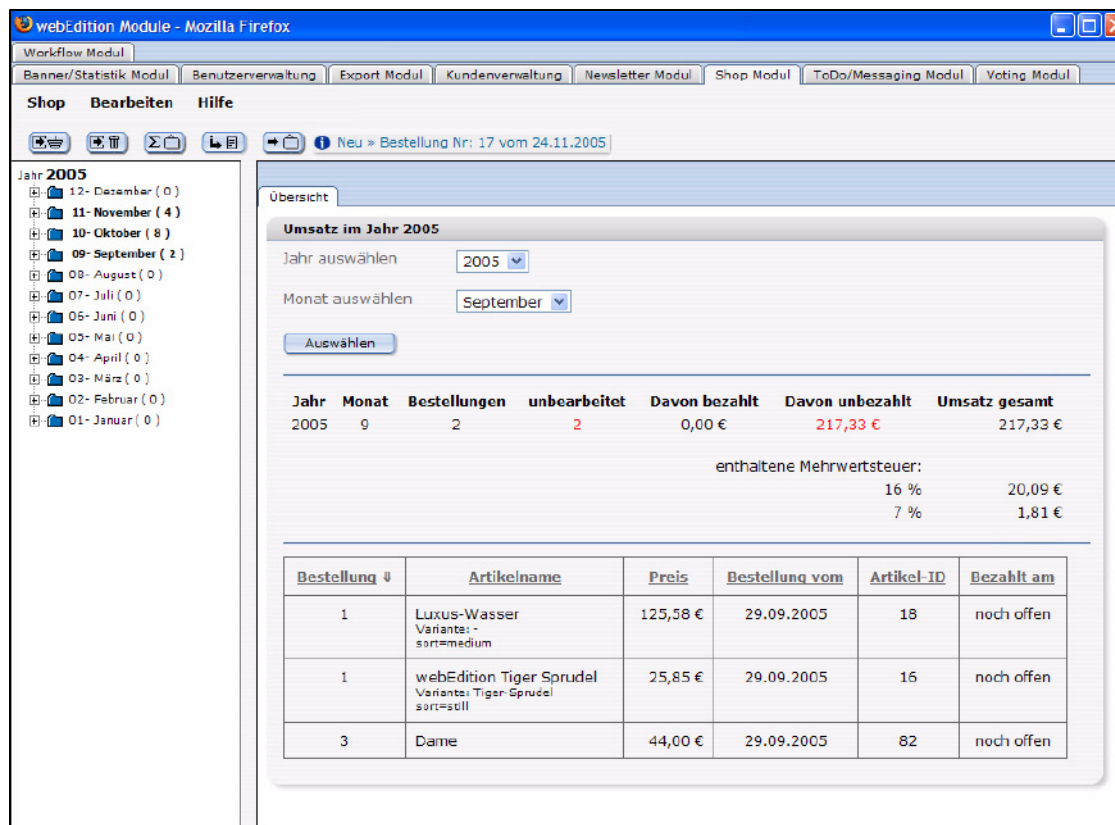 webEdition Module - Mozilla Firefox
Workflow Modul
Banner/Statistik Modul Benutzerverwaltung Export Modul Kundenverwaltung Newsletter Modul Shop Modul ToDo/Messaging Modul Voting Modul
Shop Bearbeiten Hilfe
Neu » Bestellung Nr: 17 vom 24.11.2005
Jahr 2005
12- Dezember ( 0 )
11- November ( 4 )
10- Oktober ( 8 )
09- September ( 2 )
08- August ( 0 )
07- Juli ( 0 )
06- Juni ( 0 )
05- Mai ( 0 )
04- April ( 0 )
03- März ( 0 )
02- Februar ( 0 )
01- Januar ( 0 )
Übersicht
Umsatz im Jahr 2005
Jahr auswählen 2005
Monat auswählen September
Auswählen
Jahr Monat Bestellungen unbearbeitet Davon bezahlt Davon unbezahlt Umsatz gesamt
2005 9 2 2 0,00 € 217,33 € 217,33 €
enthaltene Mehrwertsteuer:
16 % 20,09 €
7 % 1,81 €
Bestellung ⇓ Artikelname Preis Bestellung vom Artikel-ID Bezahlt am
1 Luxus-Wasser 125,58 € 29.09.2005 18 noch offen
Variante: -
sort=medium
1 webEdition Tiger Sprudel 25,85 € 29.09.2005 16 noch offen
Variante: Tiger-Sprudel
sort=still
3 Dame 44,00 € 29.09.2005 82 noch offen